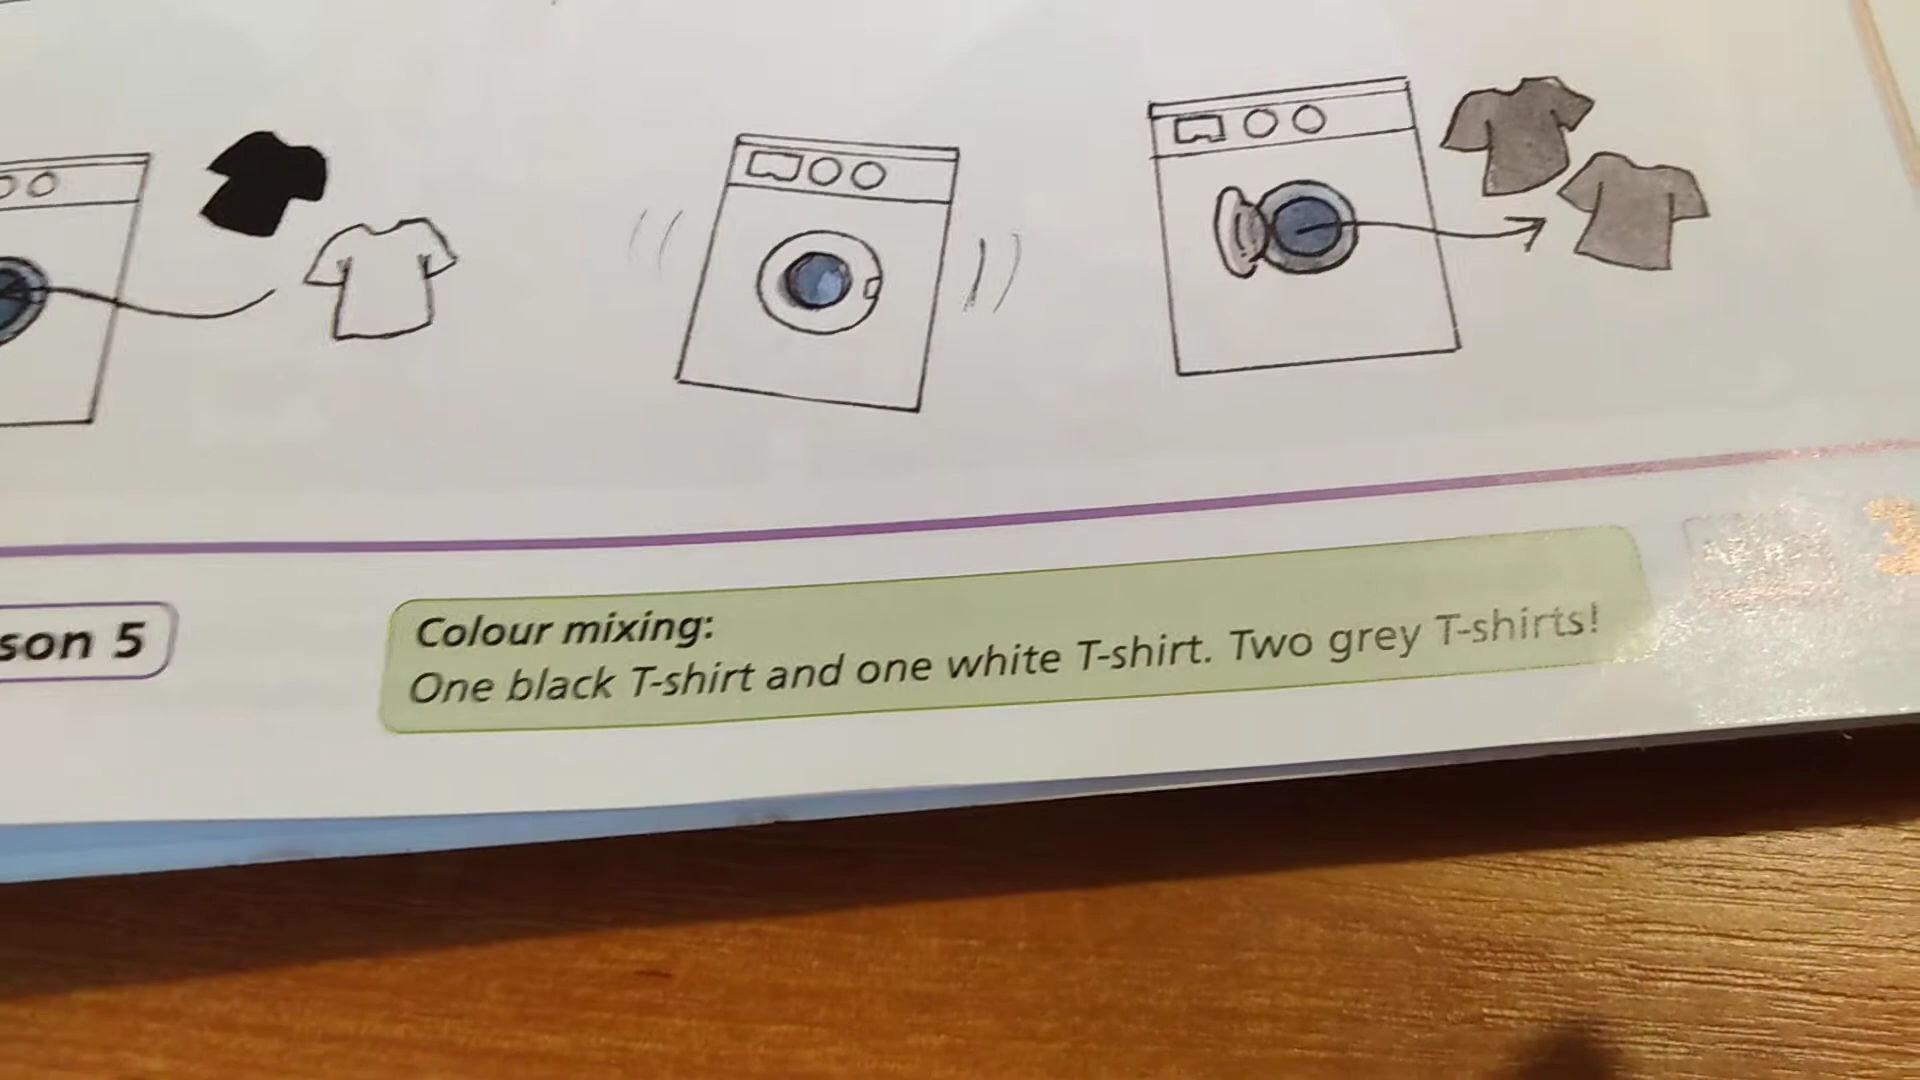 son 5
Colour mixing:
One black T-shirt and one white T-shirt. Two grey T-shirts!